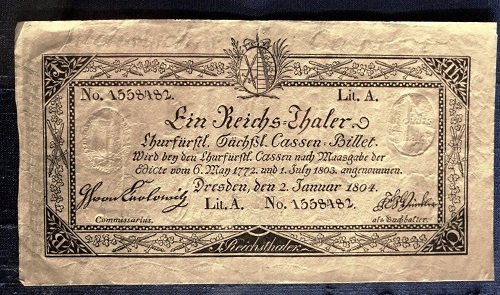 No. 1558482. Lit. A.
Ein Reichs=Thaler.
Churfürstl. Sächßl. Cassen=Billet.
Wird bey den Churfürstl. Cassen nach Maasgabe der
Edicte vom 6. May 1772. und 1. July 1803. angenommen.
Dresden, den 2. Januar 1804.
Lit. A. No. 1558482.
Commissarius. als Buchhalter.
1. Reichsthaler